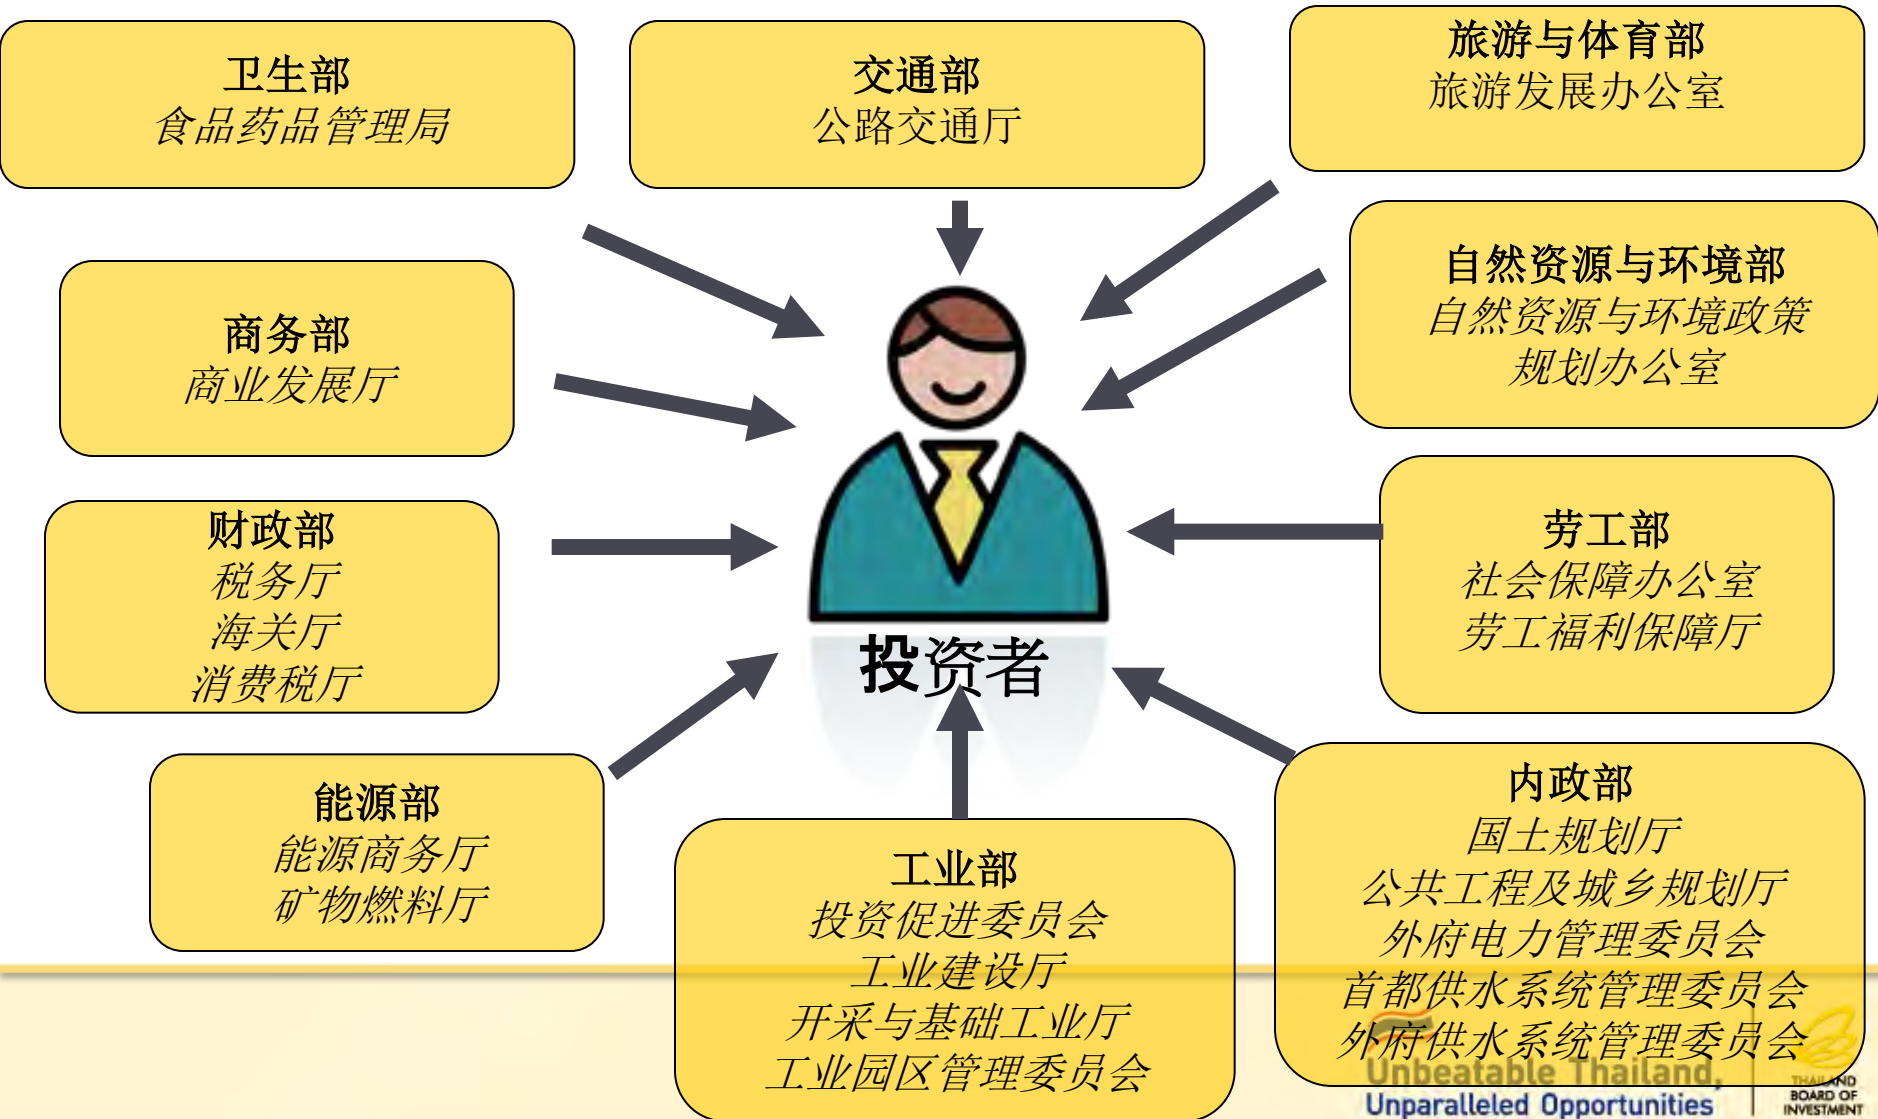 卫生部
食品药品管理局
交通部
公路交通厅
旅游与体育部
旅游发展办公室
商务部
商业发展厅
自然资源与环境部
自然资源与环境政策
规划办公室
财政部
税务厅
海关厅
消费税厅
投资者
劳工部
社会保障办公室
劳工福利保障厅
能源部
能源商务厅
矿物燃料厅
工业部
投资促进委员会
工业建设厅
开采与基础工业厅
工业园区管理委员会
内政部
国土规划厅
公共工程及城乡规划厅
外府电力管理委员会
首都供水系统管理委员会
外府供水系统管理委员会
Unbeatable Thailand,
Unparalleled Opportunities
THAILAND
BOARD OF
INVESTMENT